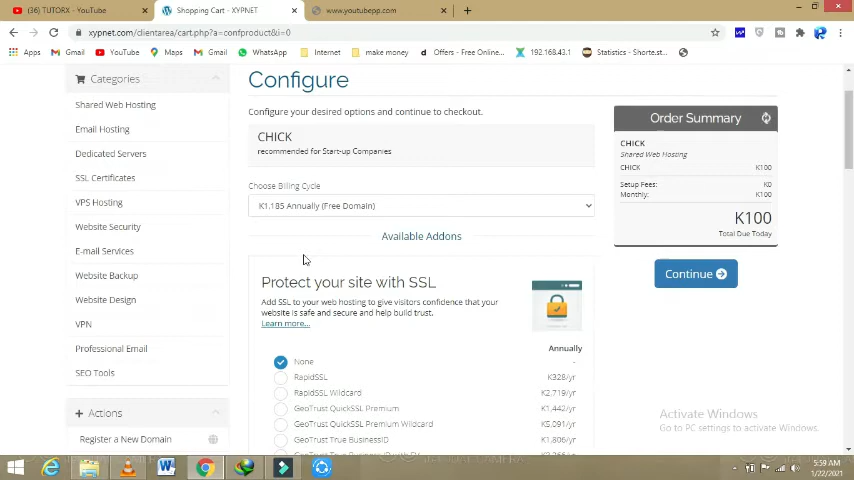 (36) TUTORX - YouTube
Shopping Cart - XYPNET
www.youtubepp.com
xypnet.com/clientarea/cart.php?a=confproduct&i=0
Apps
Gmail
YouTube
Maps
Gmail
WhatsApp
Internet
make money
Offers - Free Online...
192.168.43.1
Statistics - Shorte.st...
Categories
Shared Web Hosting
Email Hosting
Dedicated Servers
SSL Certificates
VPS Hosting
Website Security
E-mail Services
Website Backup
Website Design
VPN
Professional Email
SEO Tools
Actions
Register a New Domain
Configure
Configure your desired options and continue to checkout.
CHICK
recommended for Start-up Companies
Choose Billing Cycle
K1,185 Annually (Free Domain)
Available Addons
Protect your site with SSL
Add SSL to your web hosting to give visitors confidence that your
website is safe and secure and help build trust.
Learn more...
Annually
None -
RapidSSL K328/yr
RapidSSL Wildcard K2,719/yr
GeoTrust QuickSSL Premium K1,442/yr
GeoTrust QuickSSL Premium Wildcard K5,091/yr
GeoTrust True BusinessID K1,806/yr
Order Summary
CHICK
Shared Web Hosting
CHICK K100
Setup Fees: K0
Monthly: K100
K100
Total Due Today
Continue
Activate Windows
Go to PC settings to activate Windows.
5:59 AM
1/22/2021